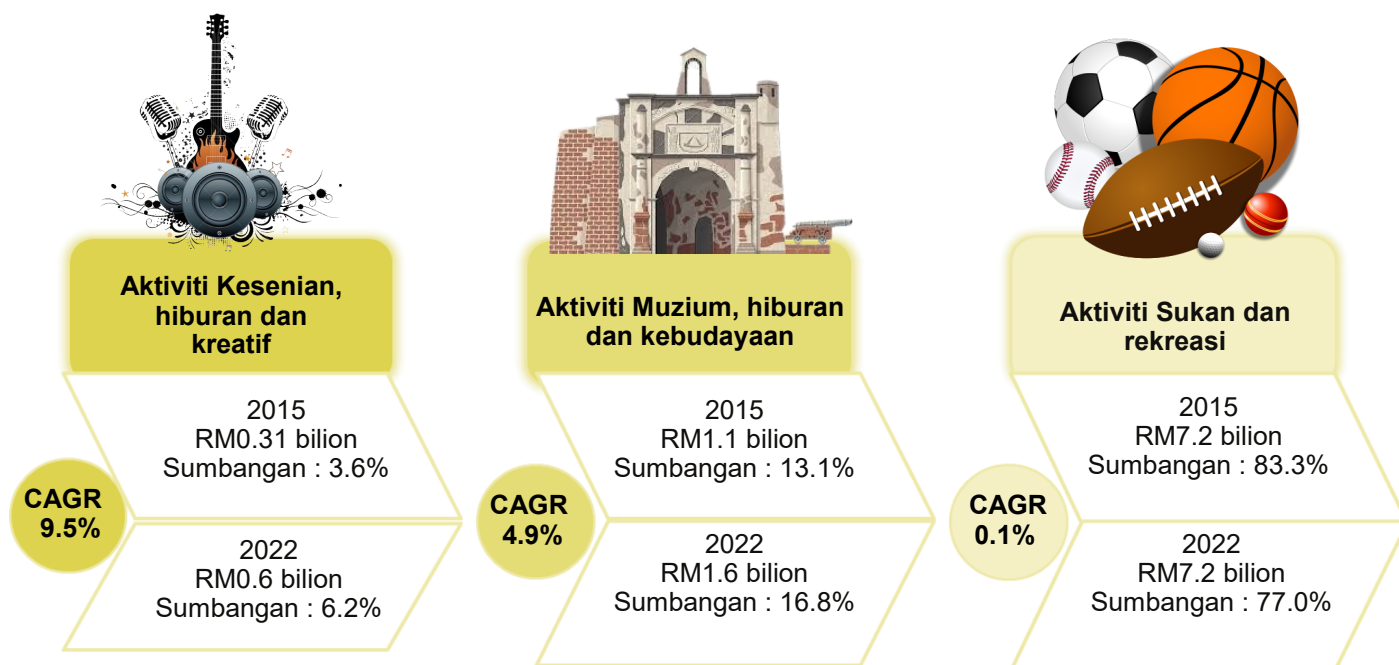 Aktiviti Kesenian,
hiburan dan
kreatif
2015
RM0.31 bilion
Sumbangan : 3.6%
CAGR
9.5%
2022
RM0.6 bilion
Sumbangan : 6.2%
Aktiviti Muzium, hiburan
dan kebudayaan
2015
RM1.1 bilion
Sumbangan : 13.1%
CAGR
4.9%
2022
RM1.6 bilion
Sumbangan : 16.8%
Aktiviti Sukan dan
rekreasi
2015
RM7.2 bilion
Sumbangan : 83.3%
CAGR
0.1%
2022
RM7.2 bilion
Sumbangan : 77.0%